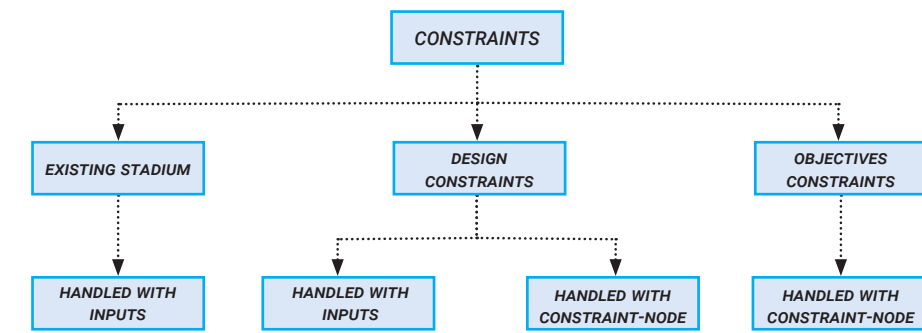 CONSTRAINTS
EXISTING STADIUM
DESIGN
CONSTRAINTS
OBJECTIVES
CONSTRAINTS
HANDLED WITH
INPUTS
HANDLED WITH
INPUTS
HANDLED WITH
CONSTRAINT-NODE
HANDLED WITH
CONSTRAINT-NODE